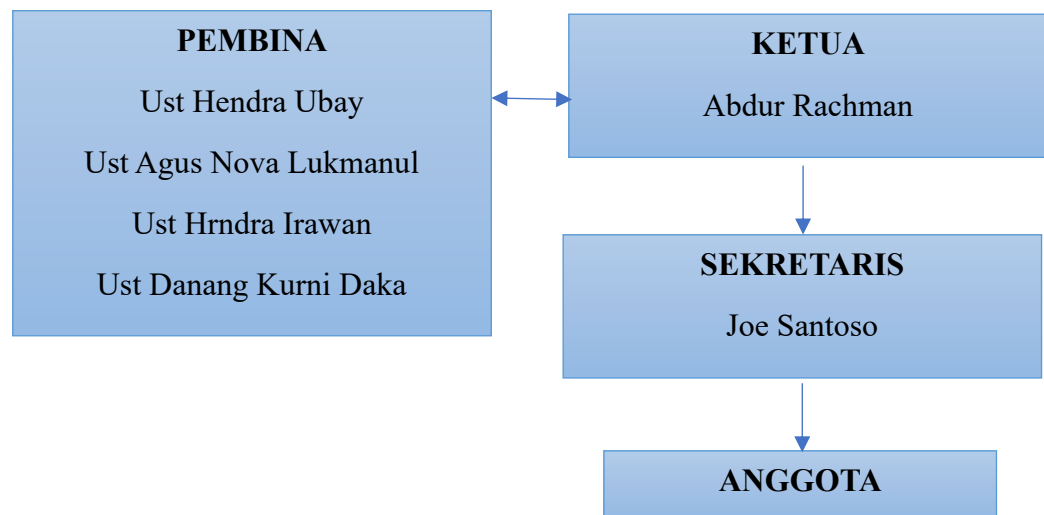 PEMBINA
Ust Hendra Ubay
Ust Agus Nova Lukmanul
Ust Hrndra Irawan
Ust Danang Kurni Daka
KETUA
Abdur Rachman
SEKRETARIS
Joe Santoso
ANGGOTA